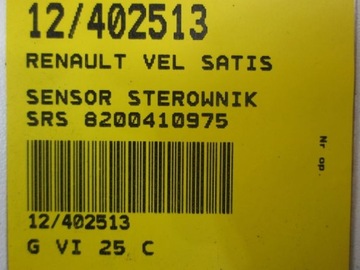 12/402513
RENAULT VEL SATIS
SENSOR STEROWNIK
SRS 8200410975
Nr op.
12/402513
G VI 25 C